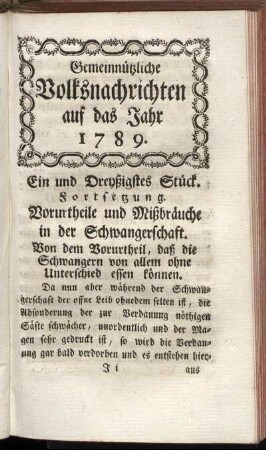 Gemeinnützliche
Volksnachrichten
auf das Jahr
1789.
Ein und Dreyßigstes Stück.
Fortsetzung.
Vorurtheile und Mißbräuche
in der Schwangerschaft.
Von dem Vorurtheil, daß die
Schwangern von allem ohne
Unterschied essen können.
Da nun aber während der Schwan-
gerschaft der offne Leib ohnedem selten ist, die
Absonderung der zur Verdauung nöthigen
Säfte schwächer, unordentlich und der Ma-
gen sehr gedruckt ist, so wird die Verdau-
ung gar bald verdorben und es entstehen hier-
J i aus